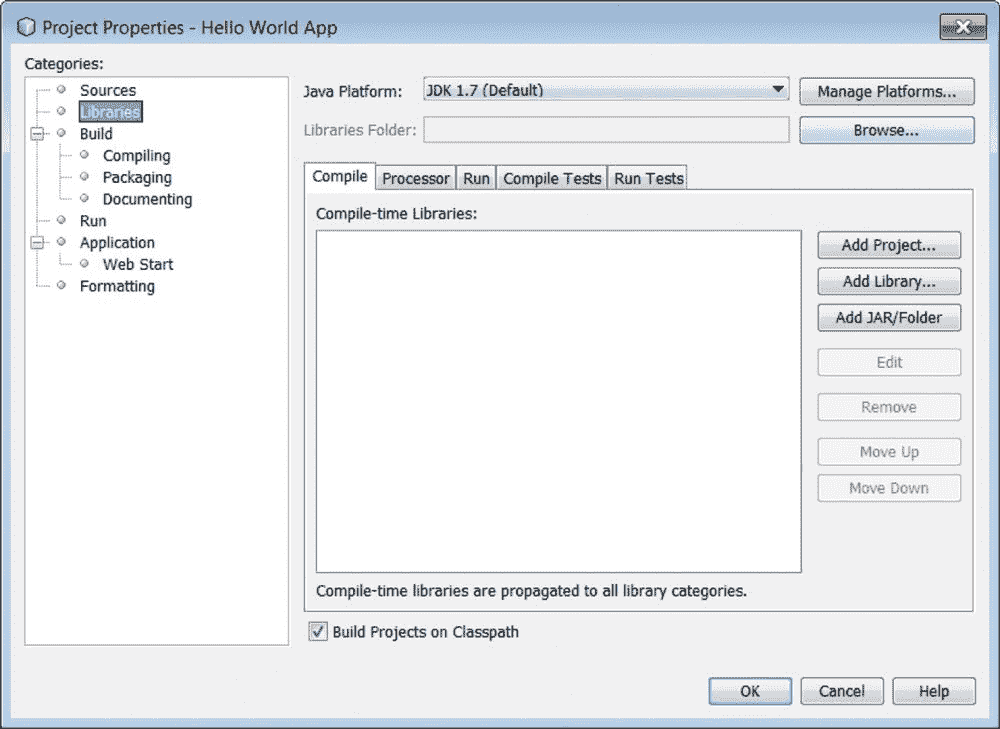 Project Properties - Hello World App
Categories:
Sources
Libraries
Build
Compiling
Packaging
Documenting
Run
Application
Web Start
Formatting
Java Platform: JDK 1.7 (Default) Manage Platforms...
Libraries Folder: Browse...
Compile Processor Run Compile Tests Run Tests
Compile-time Libraries:
Add Project...
Add Library...
Add JAR/Folder
Edit
Remove
Move Up
Move Down
Compile-time libraries are propagated to all library categories.
Build Projects on Classpath
OK Cancel Help